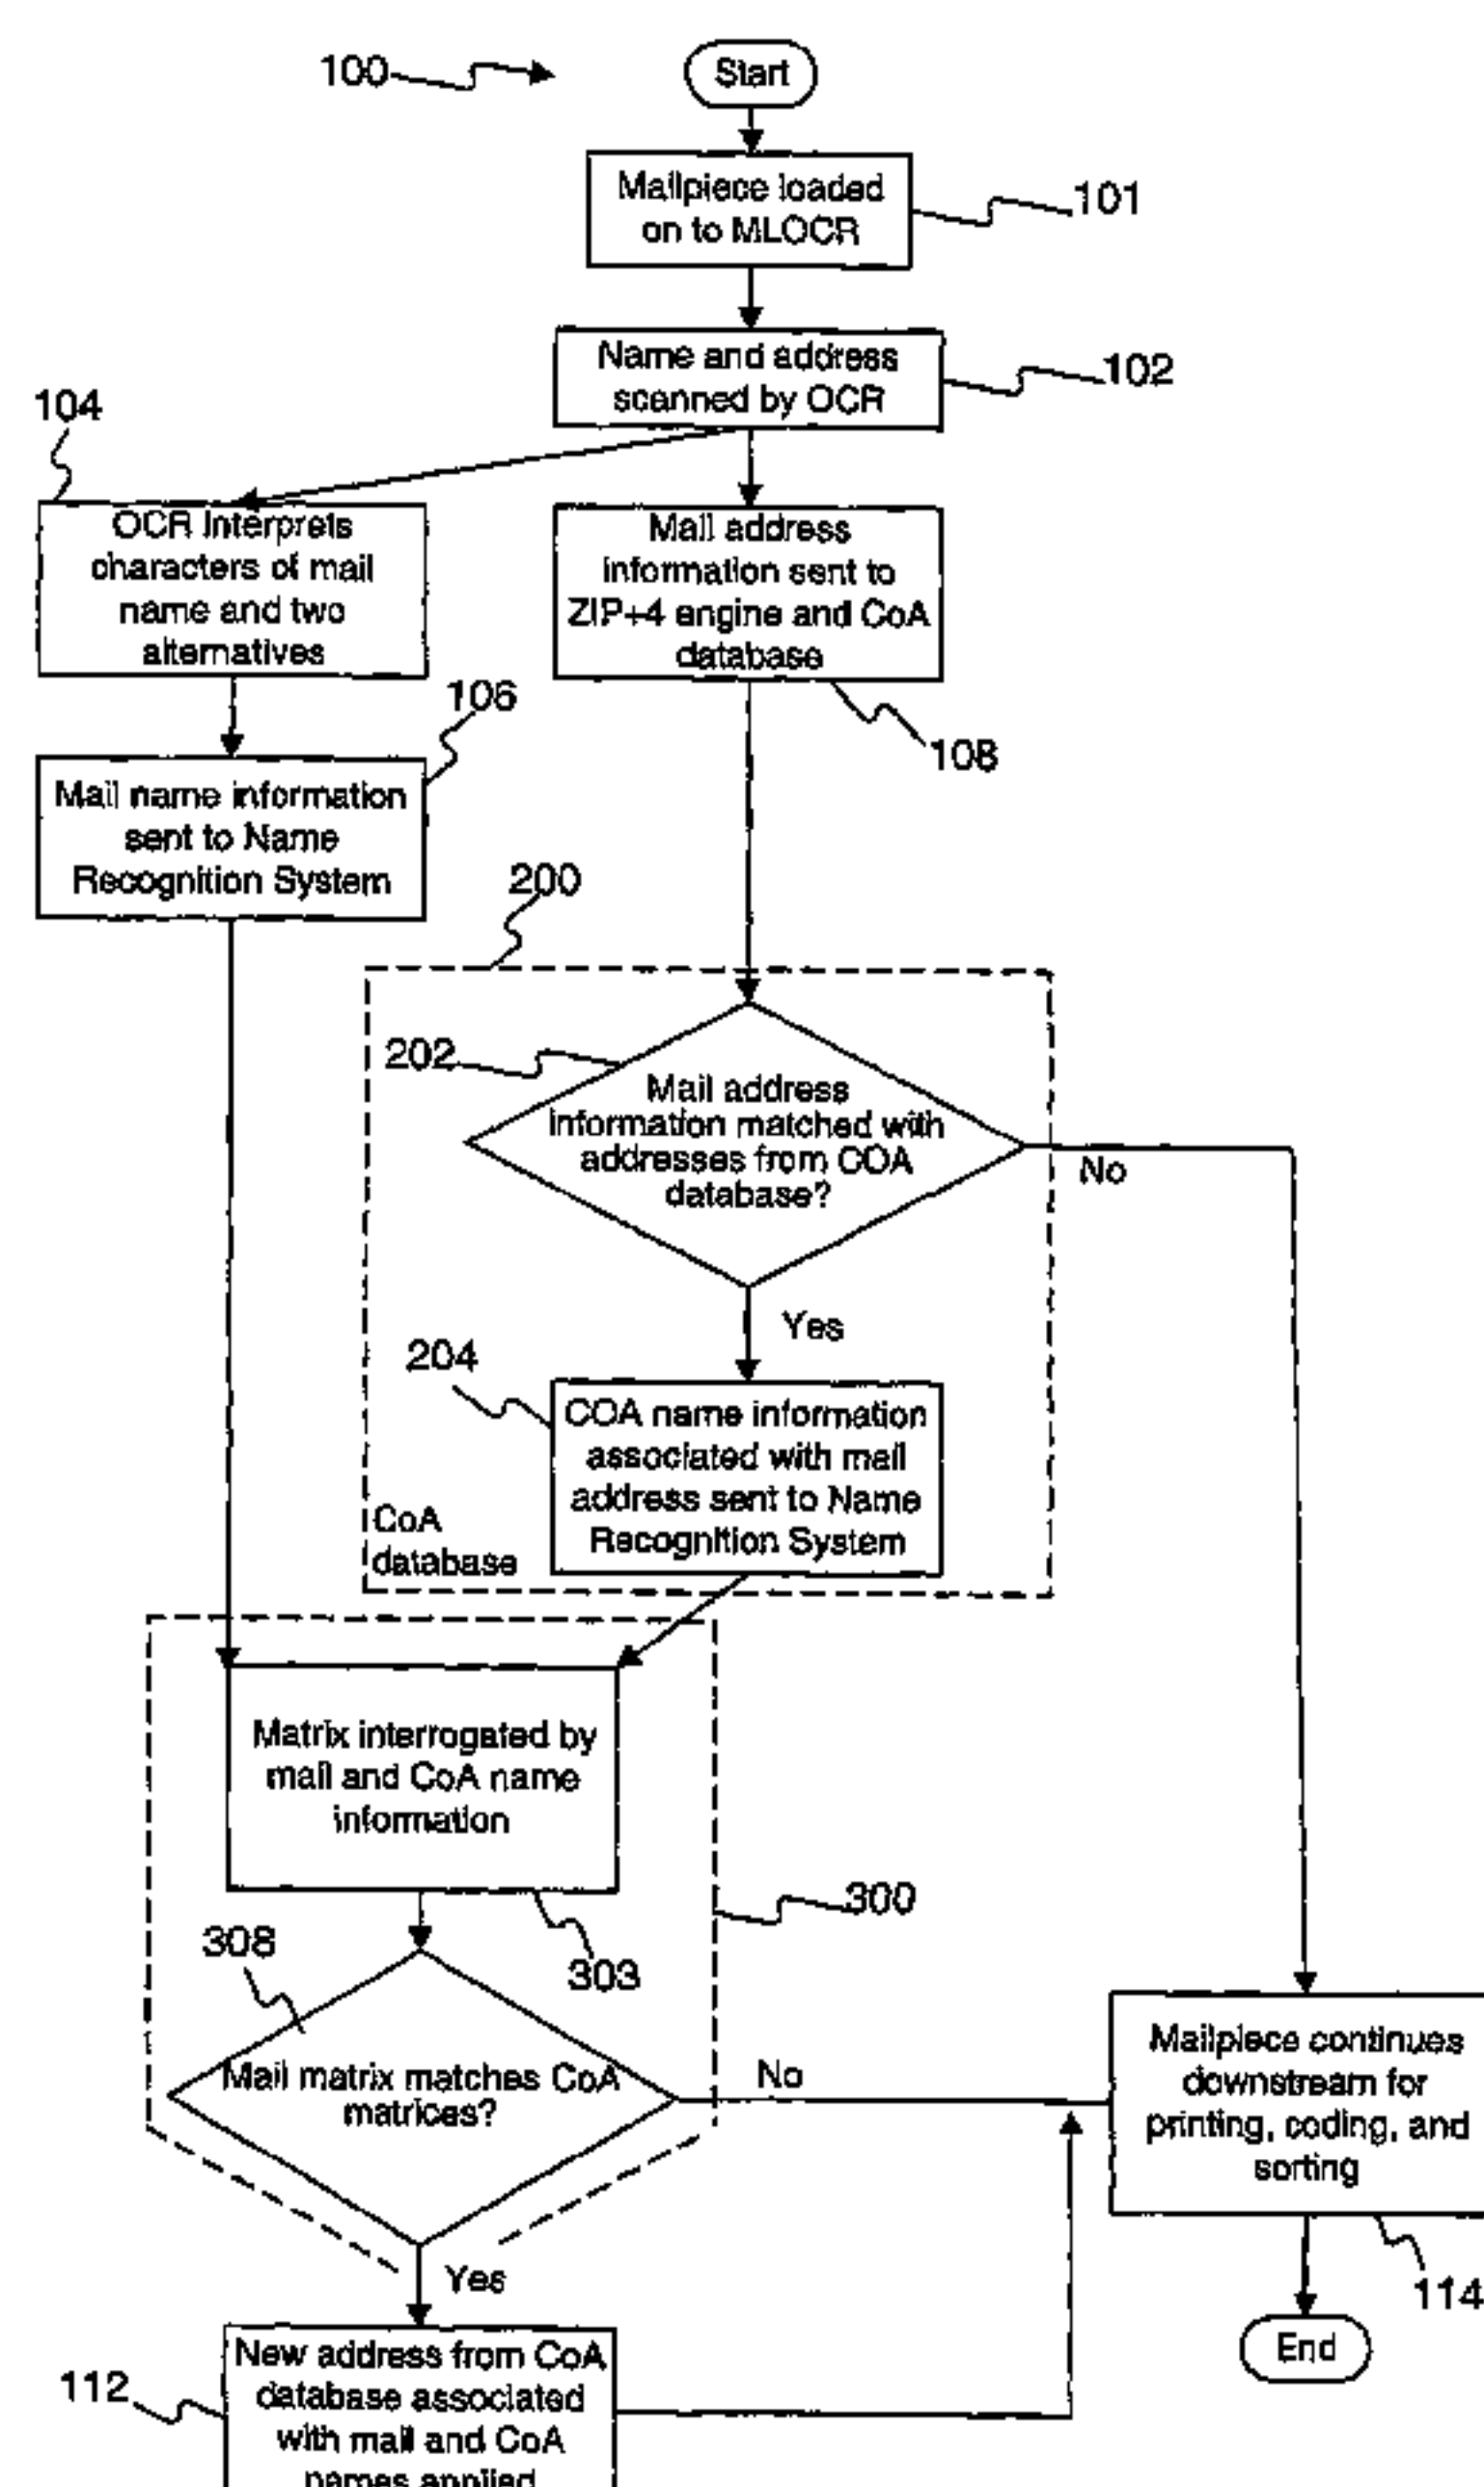 100
Start
Mailpiece loaded
on to MLOCR
101
Name and address
scanned by OCR
102
104
OCR Interprets
characters of mail
name and two
alternatives
Mail address
information sent to
ZIP+4 engine and CoA
database
106
108
Mail name information
sent to Name
Recognition System
200
202
Mail address
information matched with
addresses from COA
database?
No
Yes
204
COA name information
associated with mail
address sent to Name
Recognition System
CoA
database
Matrix interrogated by
mail and CoA name
information
300
303
308
Mail matrix matches CoA
matrices?
No
Mailpiece continues
downstream for
printing, coding, and
sorting
Yes
114
End
112
New address from CoA
database associated
with mail and CoA
names applied